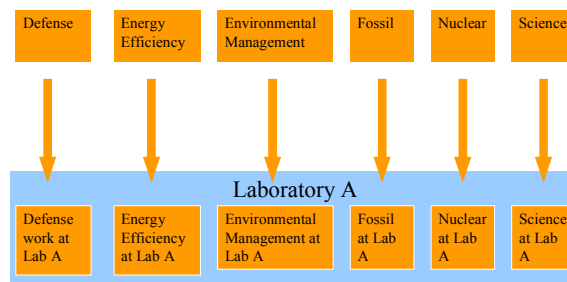 Defense
Energy
Efficiency
Environmental
Management
Fossil
Nuclear
Science
Laboratory A
Defense
work at
Lab A
Energy
Efficiency
at Lab A
Environmental
Management at
Lab A
Fossil
at Lab
A
Nuclear
at Lab
A
Science
at Lab
A